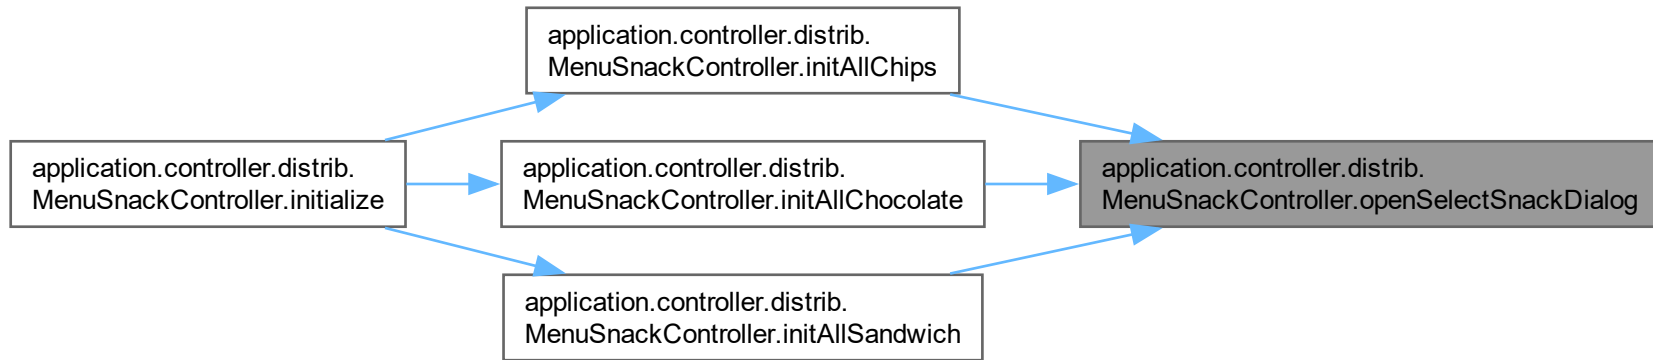 application.controller.distrib.
MenuSnackController.initAllChips
application.controller.distrib.
MenuSnackController.initialize
application.controller.distrib.
MenuSnackController.initAllChocolate
application.controller.distrib.
MenuSnackController.openSelectSnackDialog
application.controller.distrib.
MenuSnackController.initAllSandwich